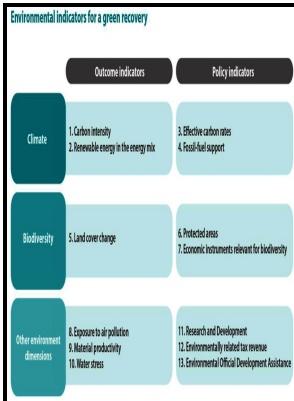 Environmental indicators for a green recovery
Outcome indicators
Policy indicators
Climate
1. Carbon intensity
2. Renewable energy in the energy mix
3. Effective carbon rates
4. Fossil-fuel support
Biodiversity
5. Land cover change
6. Protected areas
7. Economic instruments relevant for biodiversity
Other environment
dimensions
8. Exposure to air pollution
9. Material productivity
10. Water stress
11. Research and Development
12. Environmentally related tax revenue
13. Environmental Official Development Assistance